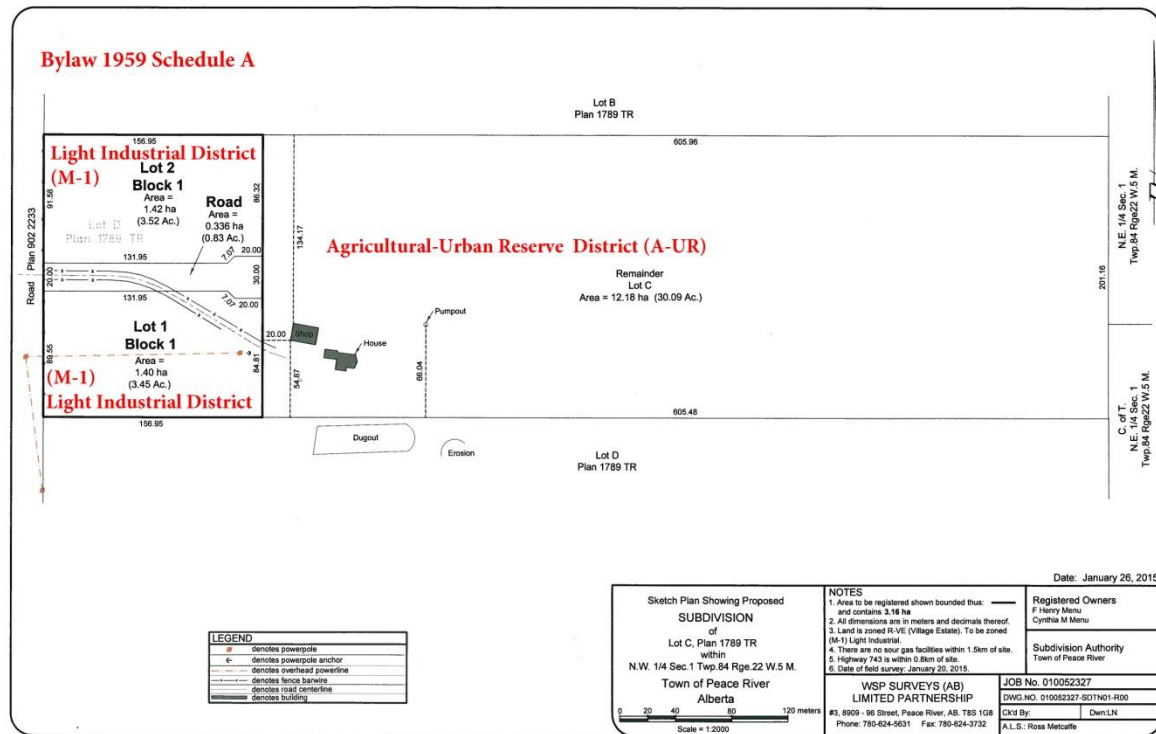 Bylaw 1959 Schedule A
Lot B
Plan 1789 TR
156.95
605.96
Light Industrial District
(M-1)
Lot 2
Block 1
Area =
1.42 ha
(3.52 Ac.)
91.58
86.32
Road
Area =
0.336 ha
(0.83 Ac.)
Lot D
Plan 1789 TR
131.95
7.07
20.00
134.17
Agricultural-Urban Reserve District (A-UR)
Remainder
Lot C
Area = 12.18 ha (30.09 Ac.)
Road Plan 902 2233
20.00
30.00
131.95
7.07
20.00
201.16
N.E. 1/4 Sec. 1
Twp.84 Rge22 W.5 M.
Lot 1
Block 1
Area =
1.40 ha
(3.45 Ac.)
89.55
84.81
20.00
Shop
House
Pumpout
54.87
66.04
(M-1)
Light Industrial District
156.95
605.48
C. of T.
N.E. 1/4 Sec. 1
Twp.84 Rge22 W.5 M.
Dugout
Erosion
Lot D
Plan 1789 TR
Date: January 26, 2015
LEGEND
denotes powerpole
denotes powerpole anchor
denotes overhead powerline
denotes fence barwire
denotes road centerline
denotes building
Sketch Plan Showing Proposed
SUBDIVISION
of
Lot C, Plan 1789 TR
within
N.W. 1/4 Sec.1 Twp.84 Rge.22 W.5 M.
Town of Peace River
Alberta
0 20 40 80 120 meters
Scale = 1:2000
NOTES
1. Area to be registered shown bounded thus:
and contains 3.16 ha
2. All dimensions are in meters and decimals thereof.
3. Land is zoned R-VE (Village Estate). To be zoned
(M-1) Light Industrial.
4. There are no sour gas facilities within 1.5km of site.
5. Highway 743 is within 0.8km of site.
6. Date of field survey: January 20, 2015.
Registered Owners
F Henry Menu
Cynthia M Menu
Subdivision Authority
Town of Peace River
WSP SURVEYS (AB)
LIMITED PARTNERSHIP
#3, 8909 - 96 Street, Peace River, AB. T8S 1G8
Phone: 780-624-5631 Fax: 780-624-3732
JOB No. 010052327
DWG.NO. 010052327-SDTN01-R00
Ck'd By: Dwn:LN
A.L.S.: Ross Metcalfe